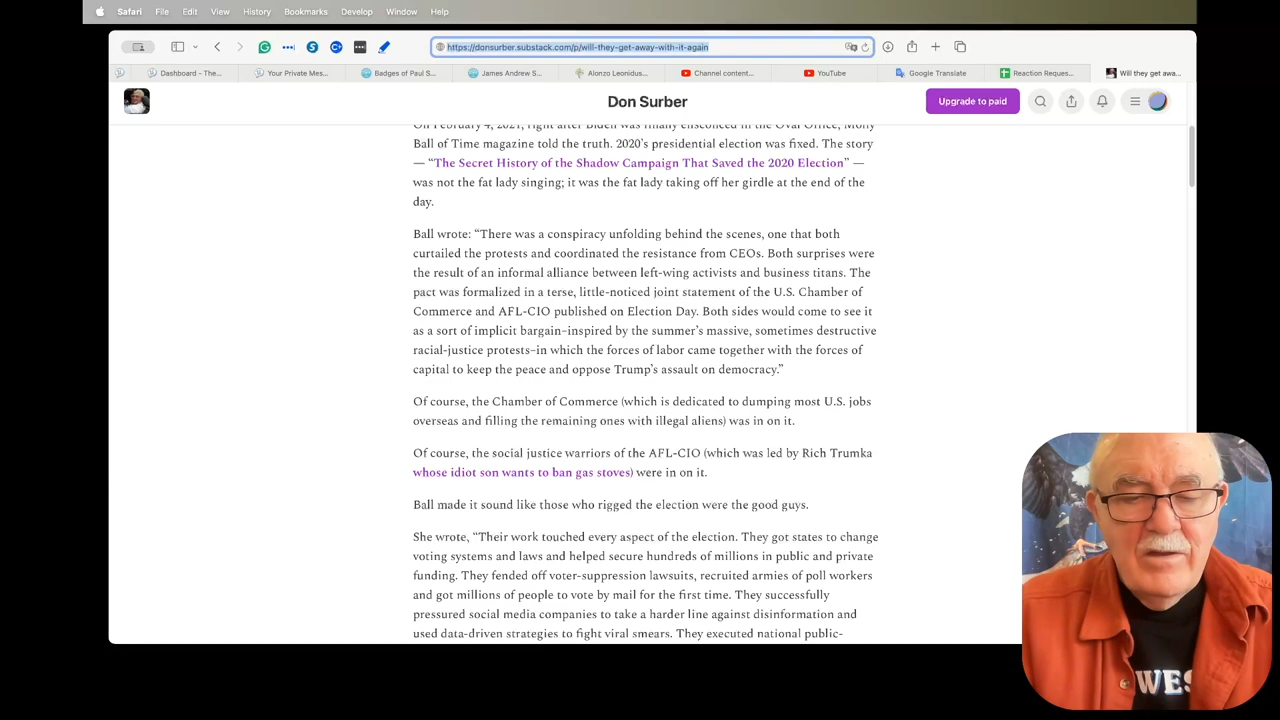 Safari File Edit View History Bookmarks Develop Window Help
https://donsurber.substack.com/p/will-they-get-away-with-it-again
Dashboard - The... Your Private Mes... Badges of Paul S... James Andrew S... Alonzo Leonidus... Channel content... YouTube Google Translate Reaction Reques... Will they get awa...
Don Surber
Upgrade to paid
On February 4, 2021, right after Biden was finally ensconced in the Oval Office, Molly
Ball of Time magazine told the truth. 2020’s presidential election was fixed. The story
— “The Secret History of the Shadow Campaign That Saved the 2020 Election” —
was not the fat lady singing; it was the fat lady taking off her girdle at the end of the
day.
Ball wrote: “There was a conspiracy unfolding behind the scenes, one that both
curtailed the protests and coordinated the resistance from CEOs. Both surprises were
the result of an informal alliance between left-wing activists and business titans. The
pact was formalized in a terse, little-noticed joint statement of the U.S. Chamber of
Commerce and AFL-CIO published on Election Day. Both sides would come to see it
as a sort of implicit bargain–inspired by the summer’s massive, sometimes destructive
racial-justice protests–in which the forces of labor came together with the forces of
capital to keep the peace and oppose Trump’s assault on democracy.”
Of course, the Chamber of Commerce (which is dedicated to dumping most U.S. jobs
overseas and filling the remaining ones with illegal aliens) was in on it.
Of course, the social justice warriors of the AFL-CIO (which was led by Rich Trumka
whose idiot son wants to ban gas stoves) were in on it.
Ball made it sound like those who rigged the election were the good guys.
She wrote, “Their work touched every aspect of the election. They got states to change
voting systems and laws and helped secure hundreds of millions in public and private
funding. They fended off voter-suppression lawsuits, recruited armies of poll workers
and got millions of people to vote by mail for the first time. They successfully
pressured social media companies to take a harder line against disinformation and
used data-driven strategies to fight viral smears. They executed national public-